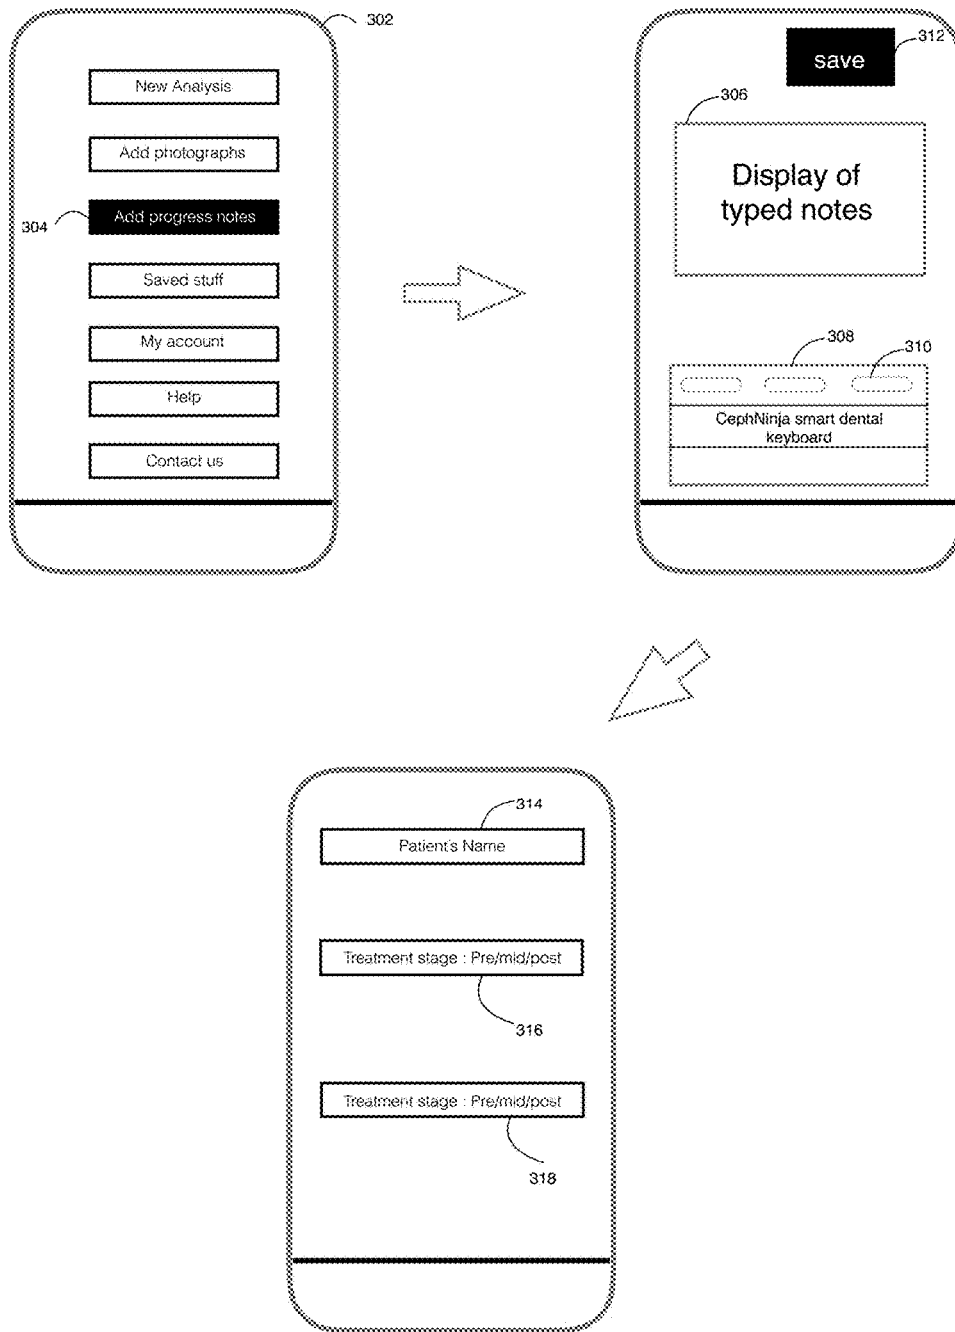 302
New Analysis
Add photographs
Add progress notes
304
Saved stuff
My account
Help
Contact us
save
312
306
Display of
typed notes
308
310
CephNinja smart dental
keyboard
314
Patient's Name
Treatment stage : Pre/mid/post
316
Treatment stage : Pre/mid/post
318